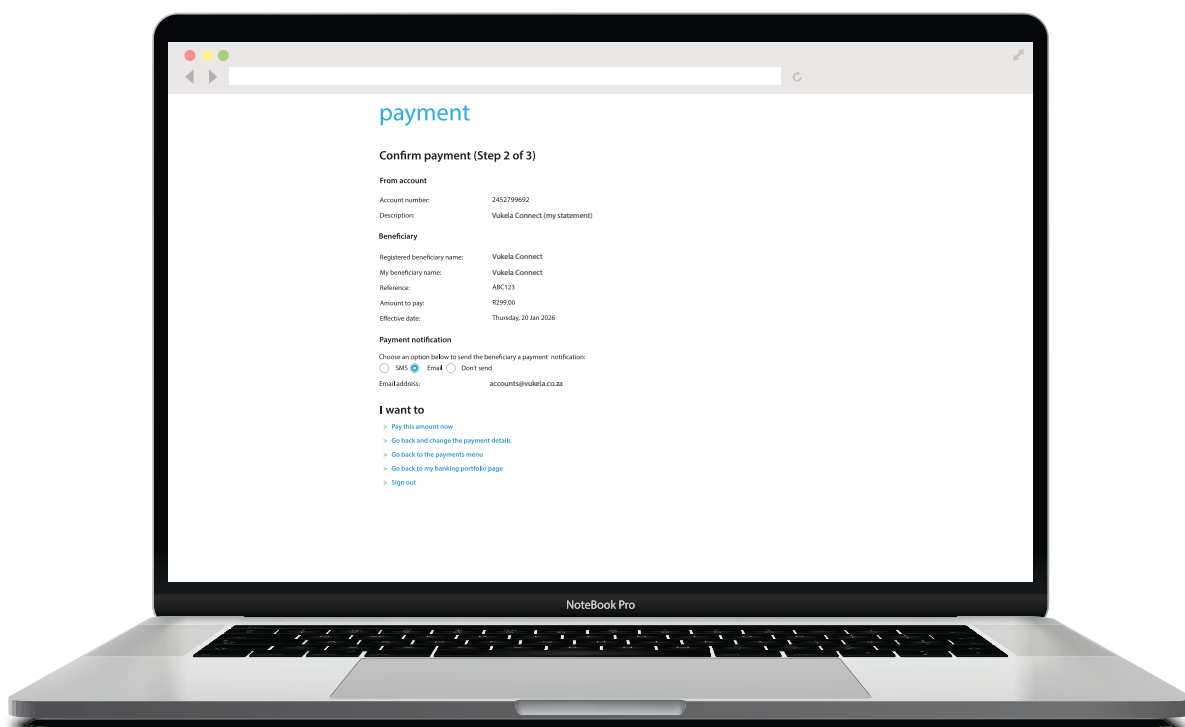 payment
Confirm payment (Step 2 of 3)
From account
Account number: 2452799692
Description: Vukela Connect (my statement)
Beneficiary
Registered beneficiary name: Vukela Connect
My beneficiary name: Vukela Connect
Reference: ABC123
Amount to pay: R299.00
Effective date: Thursday, 20 Jan 2026
Payment notification
Choose an option below to send the beneficiary a payment notification:
SMS Email Don't send
Email address: accounts@vukela.co.za
I want to
> Pay this amount now
> Go back and change the payment details
> Go back to the payments menu
> Go back to my banking portfolio page
> Sign out
NoteBook Pro